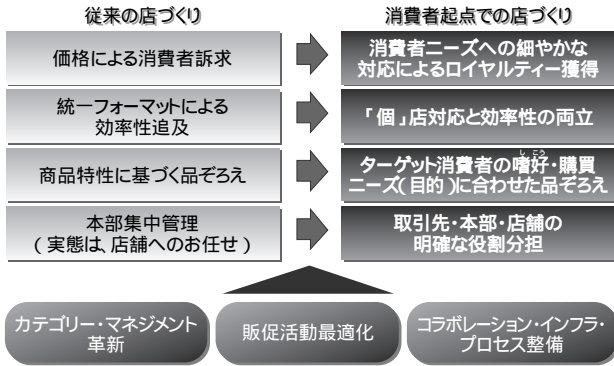 従来の店づくり
消費者起点での店づくり
価格による消費者訴求
消費者ニーズへの細やかな
対応によるロイヤルティー獲得
統一フォーマットによる
効率性追及
「個」店対応と効率性の両立
商品特性に基づく品ぞろえ
しこう
ターゲット消費者の嗜好・購買
ニーズ(目的)に合わせた品ぞろえ
本部集中管理
(実態は、店舗へのお任せ)
取引先・本部・店舗の
明確な役割分担
カテゴリー・マネジメント
革新
販促活動最適化
コラボレーション・インフラ・
プロセス整備